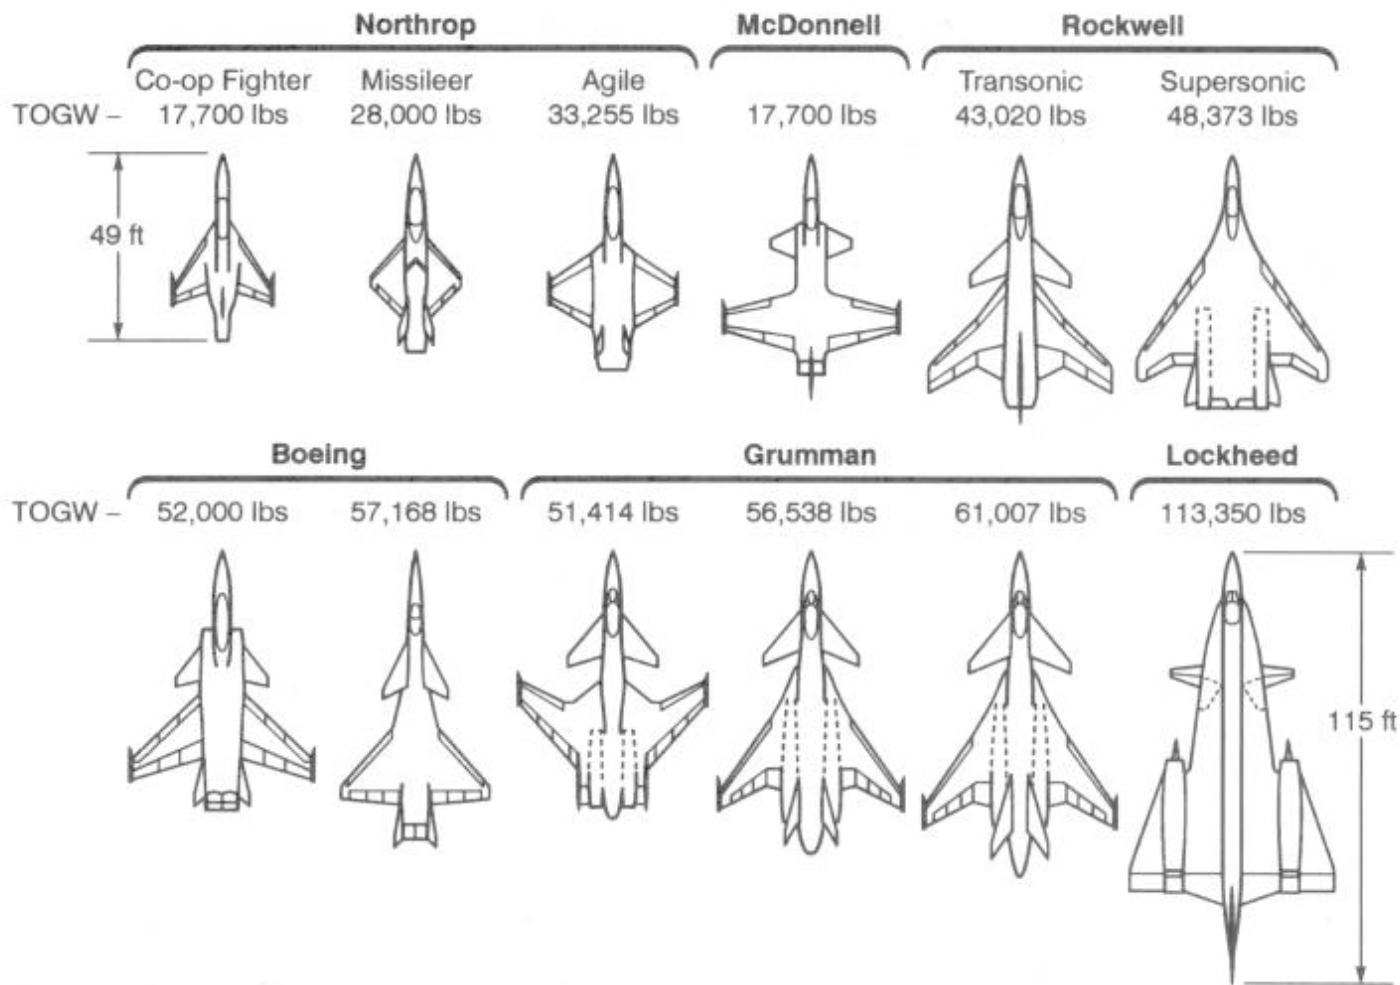 Northrop McDonnell Rockwell
Co-op Fighter Missileer Agile Transonic Supersonic
TOGW – 17,700 lbs 28,000 lbs 33,255 lbs 17,700 lbs 43,020 lbs 48,373 lbs
49 ft
Boeing Grumman Lockheed
TOGW – 52,000 lbs 57,168 lbs 51,414 lbs 56,538 lbs 61,007 lbs 113,350 lbs
115 ft